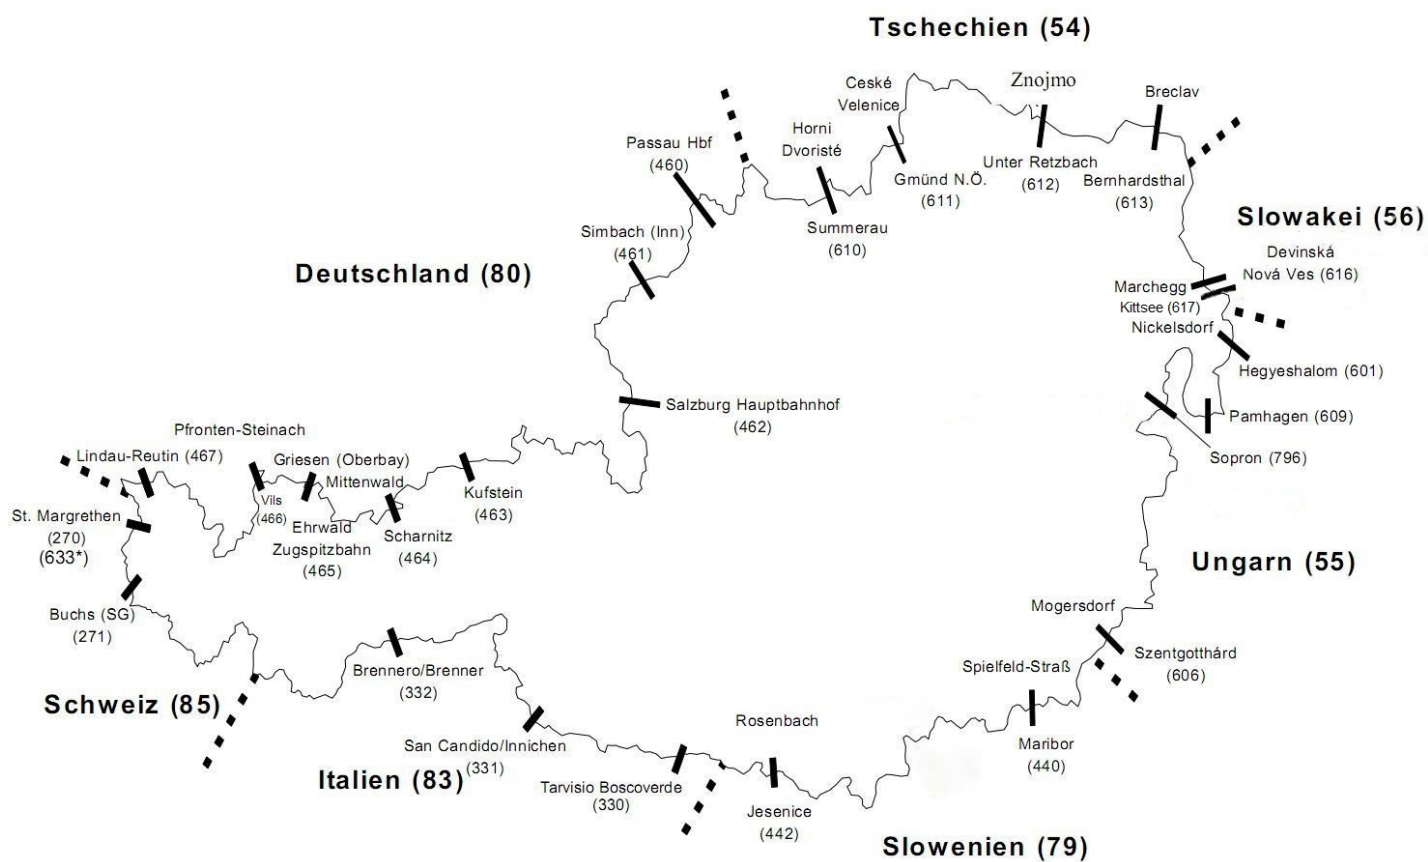 Tschechien (54)
Ceské
Velenice
Znojmo
Breclav
Horni
Dvoristé
Passau Hbf
(460)
Unter Retzbach
(612)
Gmünd N.Ö.
(611)
Bernhardsthal
(613)
Summerau
(610)
Simbach (Inn)
(461)
Slowakei (56)
Devinská
Nová Ves (616)
Deutschland (80)
Marchegg
Kittsee (617)
Nickelsdorf
Hegyeshalom (601)
Salzburg Hauptbahnhof
(462)
Pamhagen (609)
Sopron (796)
Pfronten-Steinach
Lindau-Reutin (467)
Griesen (Oberbay)
Mittenwald
Vils
(466)
Kufstein
(463)
St. Margrethen
(270)
(633*)
Ehrwald
Zugspitzbahn
(465)
Scharnitz
(464)
Ungarn (55)
Buchs (SG)
(271)
Mogersdorf
Szentgotthárd
(606)
Brennero/Brenner
(332)
Spielfeld-Straß
Schweiz (85)
Rosenbach
San Candido/Innichen
(331)
Maribor
(440)
Italien (83)
Tarvisio Boscoverde
(330)
Jesenice
(442)
Slowenien (79)